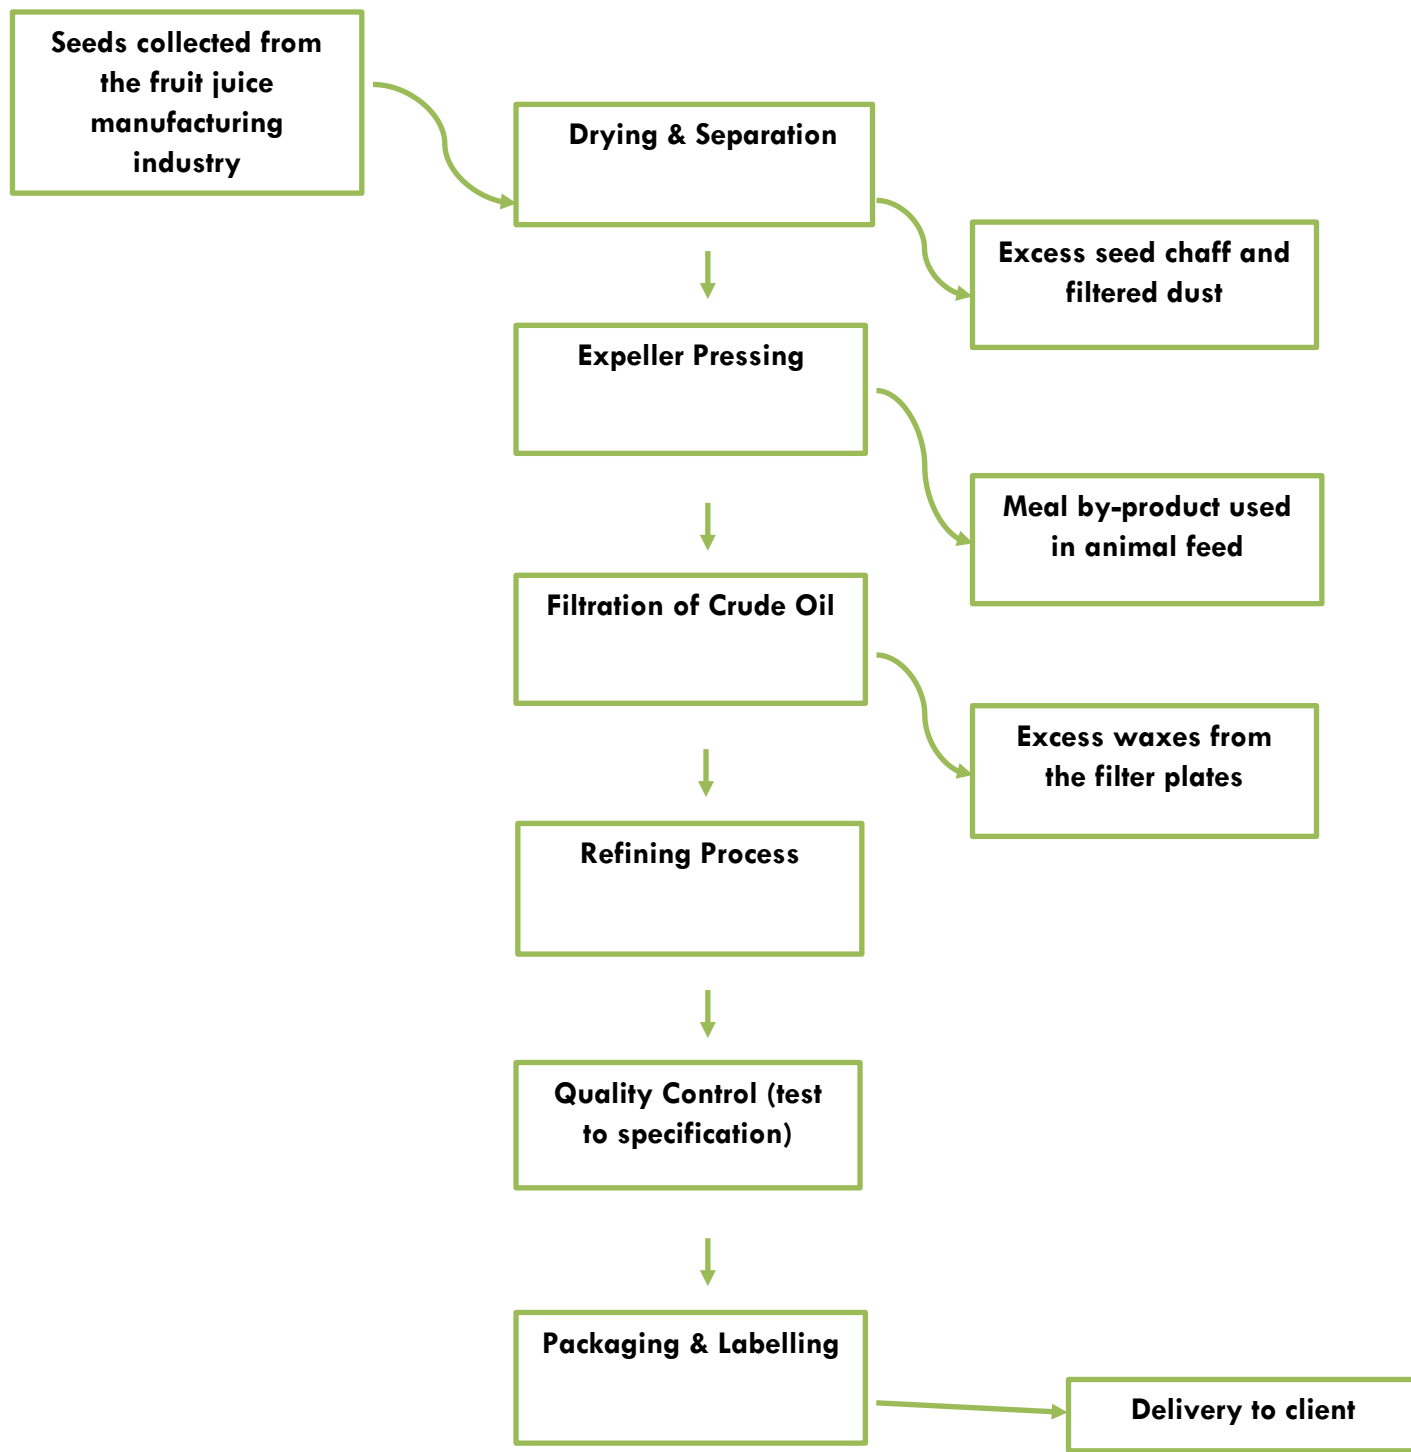 Seeds collected from
the fruit juice
manufacturing
industry
Drying & Separation
Excess seed chaff and
filtered dust
Expeller Pressing
Meal by-product used
in animal feed
Filtration of Crude Oil
Excess waxes from
the filter plates
Refining Process
Quality Control (test
to specification)
Packaging & Labelling
Delivery to client